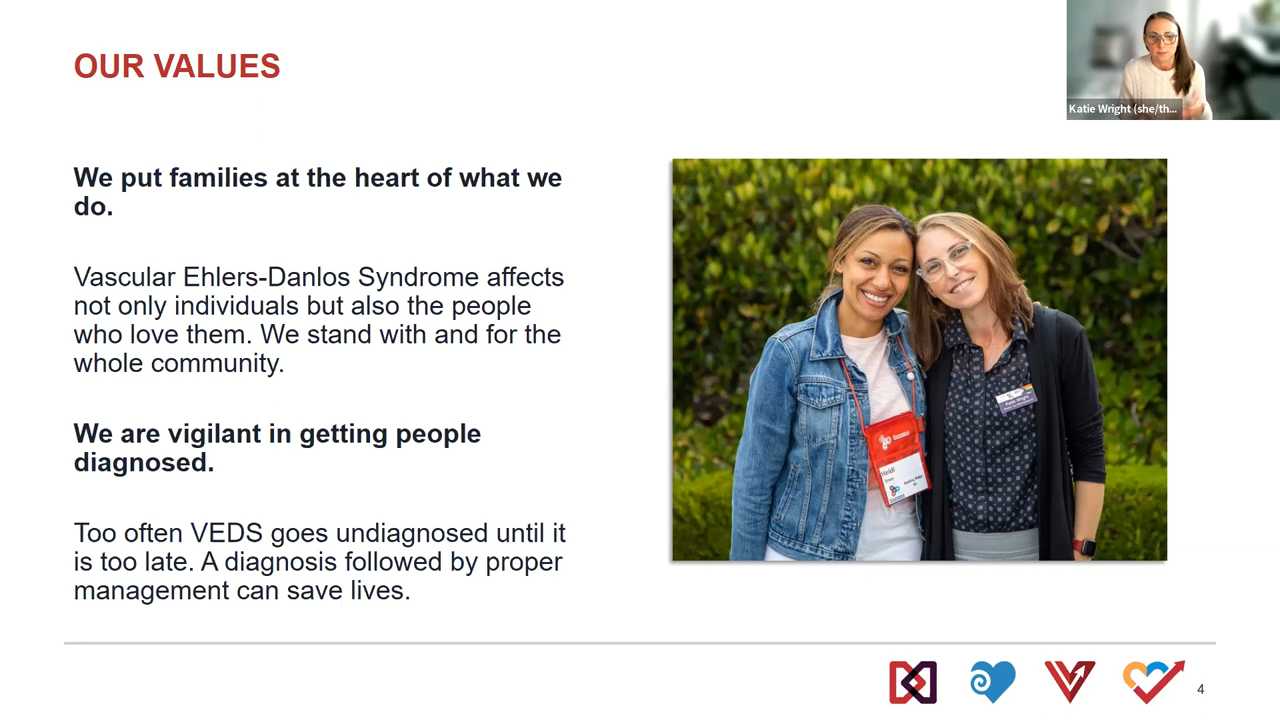 OUR VALUES
Katie Wright (she/th...
We put families at the heart of what we
do.
Vascular Ehlers-Danlos Syndrome affects
not only individuals but also the people
who love them. We stand with and for the
whole community.
We are vigilant in getting people
diagnosed.
Too often VEDS goes undiagnosed until it
is too late. A diagnosis followed by proper
management can save lives.
Heidi
Katie Wright
4